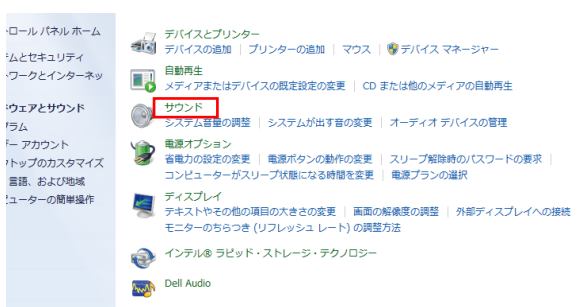 ロール パネル ホーム
ムとセキュリティ
ワークとインターネッ
ウェアとサウンド
ラム
ー アカウント
トップのカスタマイズ
言語、および地域
ューターの簡単操作
デバイスとプリンター
デバイスの追加 | プリンターの追加 | マウス | デバイス マネージャー
自動再生
メディアまたはデバイスの既定設定の変更 | CD または他のメディアの自動再生
サウンド
システム音量の調整 | システムが出す音の変更 | オーディオ デバイスの管理
電源オプション
省電力の設定の変更 | 電源ボタンの動作の変更 | スリープ解除時のパスワードの要求 |
コンピューターがスリープ状態になる時間を変更 | 電源プランの選択
ディスプレイ
テキストやその他の項目の大きさの変更 | 画面の解像度の調整 | 外部ディスプレイへの接続
モニターのちらつき (リフレッシュ レート) の調整方法
インテル® ラピッド・ストレージ・テクノロジー
Dell Audio